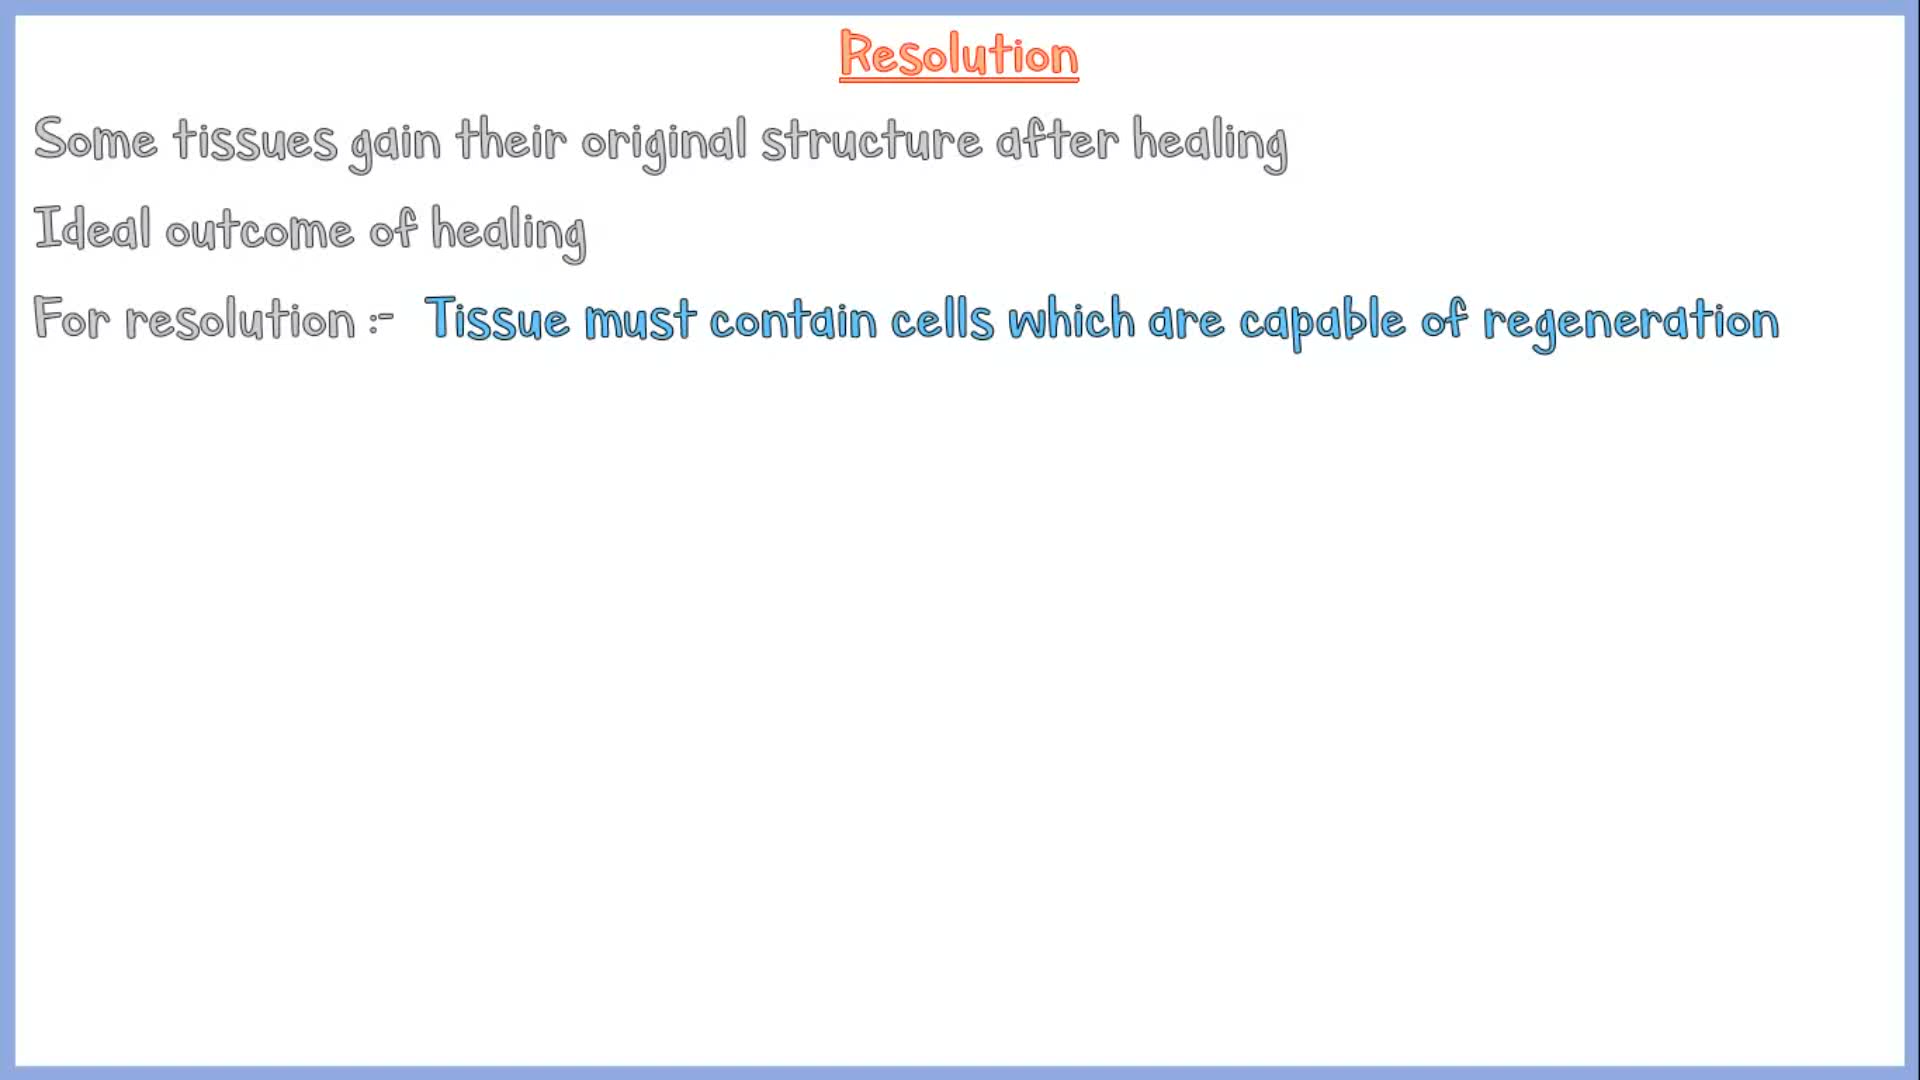 Resolution
Some tissues gain their original structure after healing
Ideal outcome of healing
For resolution :- Tissue must contain cells which are capable of regeneration